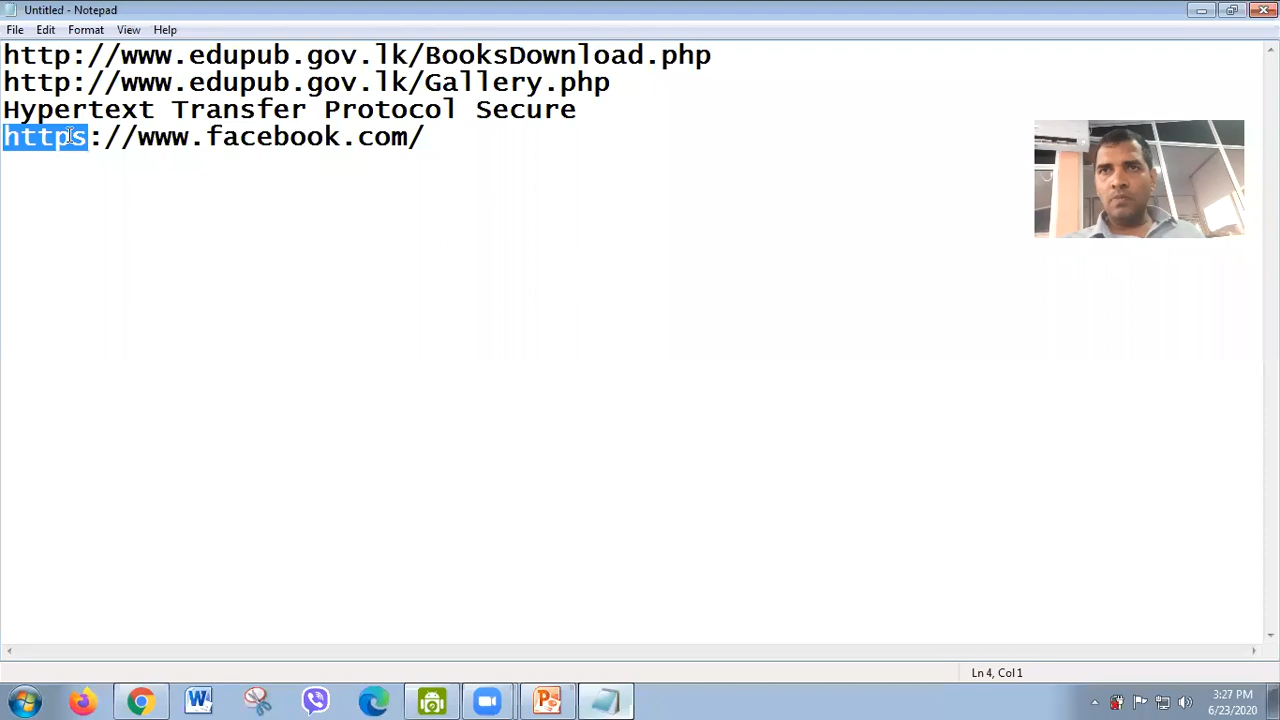 Untitled - Notepad
File Edit Format View Help
http://www.edupub.gov.lk/BooksDownload.php
http://www.edupub.gov.lk/Gallery.php
Hypertext Transfer Protocol Secure
https://www.facebook.com/
Ln 4, Col 1
3:27 PM
6/23/2020